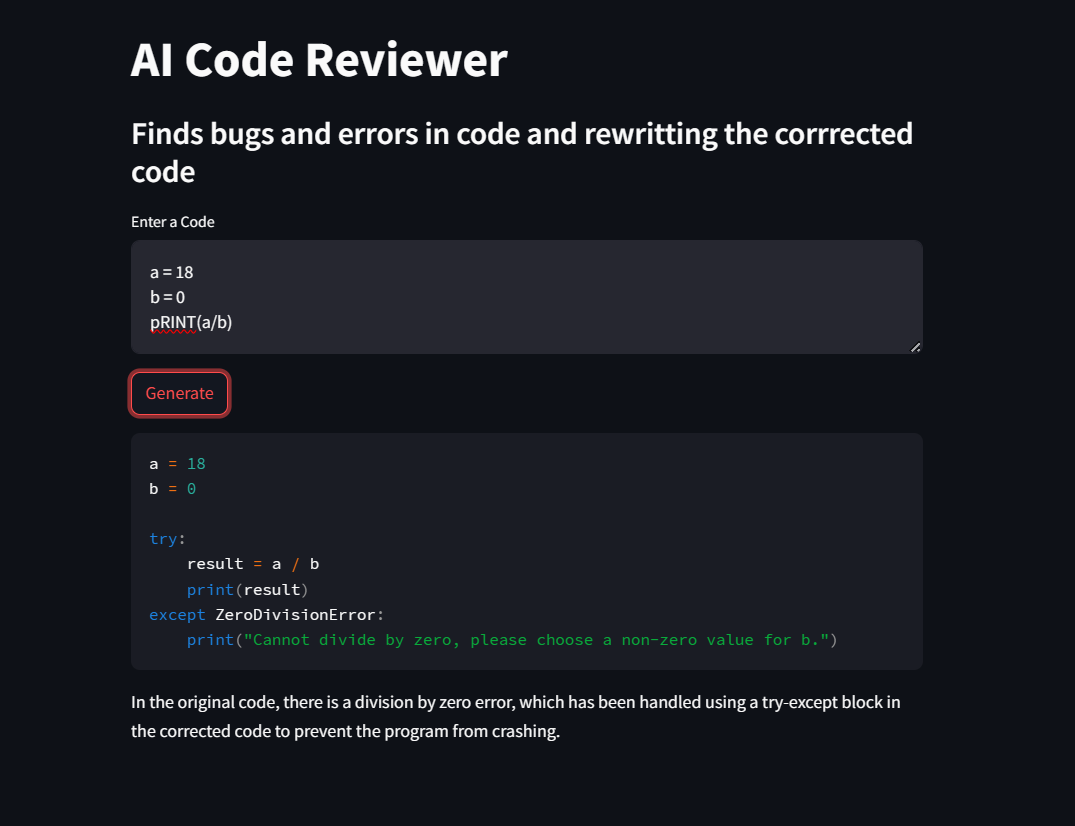 AI Code Reviewer
Finds bugs and errors in code and rewritting the corrrected
code
Enter a Code
a = 18
b = 0
pRINT(a/b)
Generate
a = 18
b = 0
try:
    result = a / b
    print(result)
except ZeroDivisionError:
    print("Cannot divide by zero, please choose a non-zero value for b.")
In the original code, there is a division by zero error, which has been handled using a try-except block in
the corrected code to prevent the program from crashing.